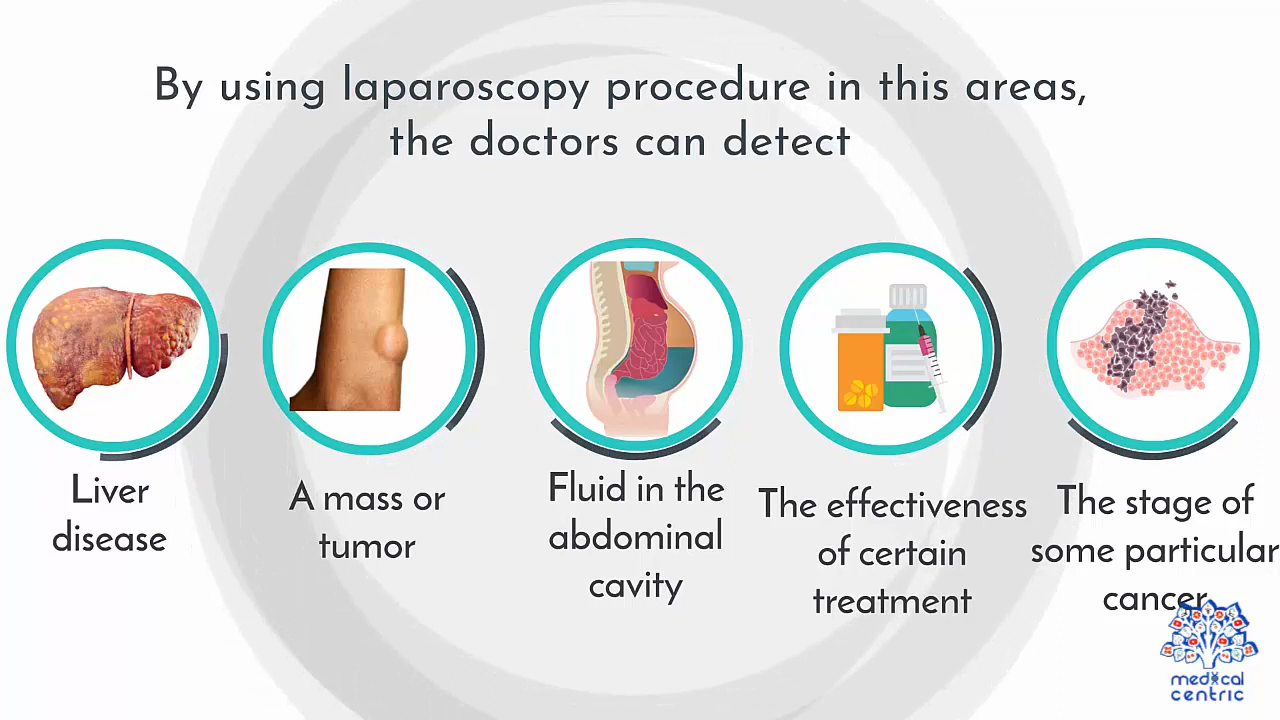 By using laparoscopy procedure in this areas,
the doctors can detect
Liver
disease
A mass or
tumor
Fluid in the
abdominal
cavity
The effectiveness
of certain
treatment
The stage of
some particular
cancer
medical
centric